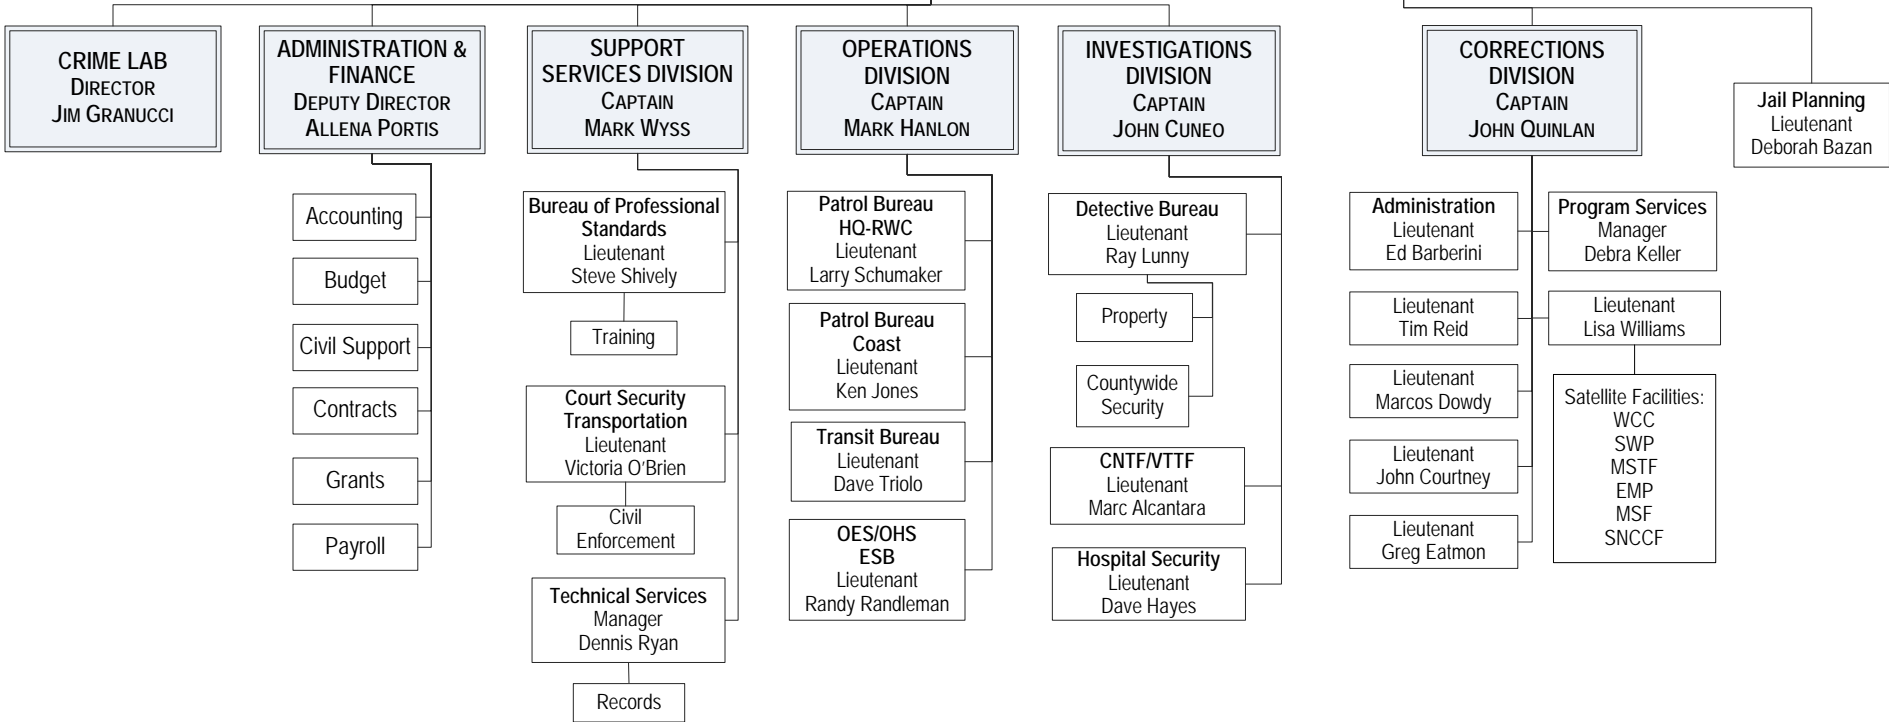 CRIME LAB
DIRECTOR
JIM GRANUCCI
ADMINISTRATION &
FINANCE
DEPUTY DIRECTOR
ALLENA PORTIS
SUPPORT
SERVICES DIVISION
CAPTAIN
MARK WYSS
OPERATIONS
DIVISION
CAPTAIN
MARK HANLON
INVESTIGATIONS
DIVISION
CAPTAIN
JOHN CUNEO
CORRECTIONS
DIVISION
CAPTAIN
JOHN QUINLAN
Jail Planning
Lieutenant
Deborah Bazan
Accounting
Budget
Civil Support
Contracts
Grants
Payroll
Bureau of Professional
Standards
Lieutenant
Steve Shively
Training
Court Security
Transportation
Lieutenant
Victoria O'Brien
Civil
Enforcement
Technical Services
Manager
Dennis Ryan
Records
Patrol Bureau
HQ-RWC
Lieutenant
Larry Schumaker
Patrol Bureau
Coast
Lieutenant
Ken Jones
Transit Bureau
Lieutenant
Dave Triolo
OES/OHS
ESB
Lieutenant
Randy Randleman
Detective Bureau
Lieutenant
Ray Lunny
Property
Countywide
Security
CNTF/VTTF
Lieutenant
Marc Alcantara
Hospital Security
Lieutenant
Dave Hayes
Administration
Lieutenant
Ed Barberini
Lieutenant
Tim Reid
Lieutenant
Marcos Dowdy
Lieutenant
John Courtney
Lieutenant
Greg Eatmon
Program Services
Manager
Debra Keller
Lieutenant
Lisa Williams
Satellite Facilities:
WCC
SWP
MSTF
EMP
MSF
SNCCF